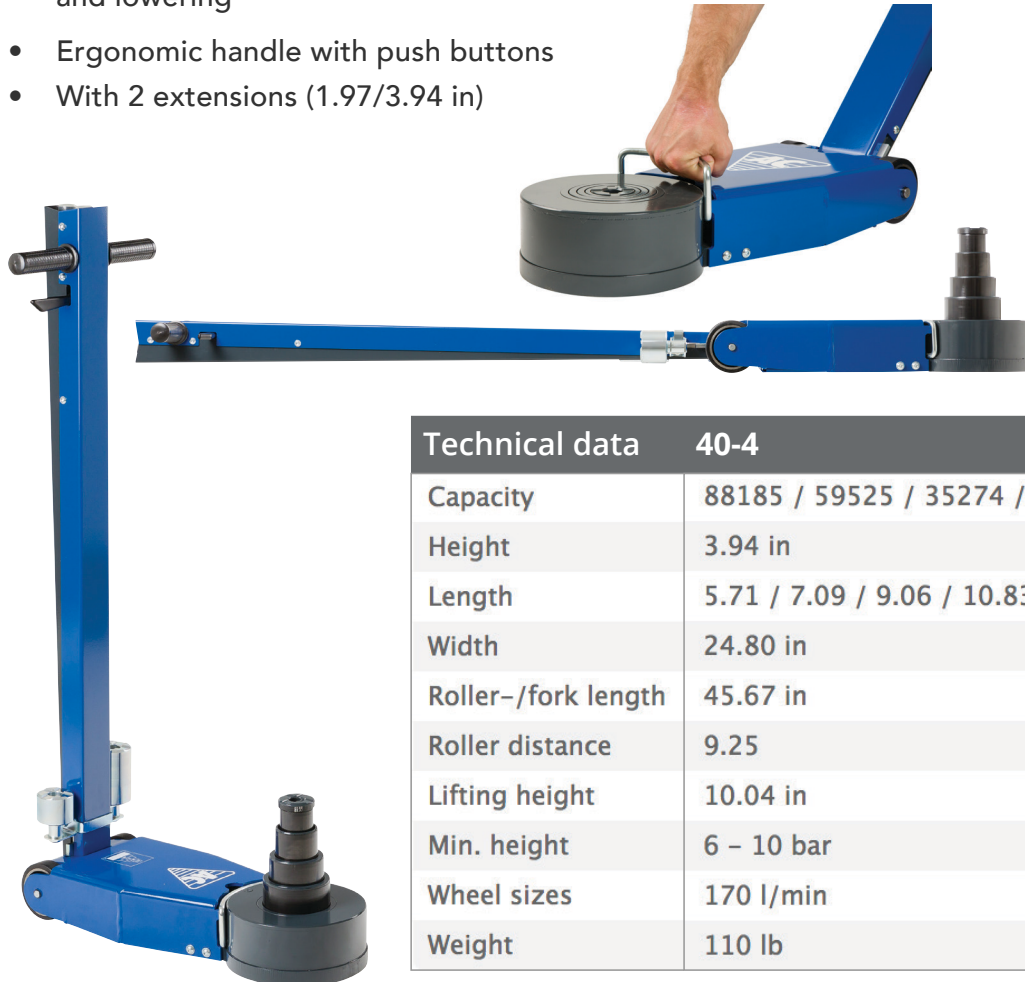 and lowering
• Ergonomic handle with push buttons
• With 2 extensions (1.97/3.94 in)
AC
Technical data 40-4
Capacity 88185 / 59525 / 35274 /
Height 3.94 in
Length 5.71 / 7.09 / 9.06 / 10.83
Width 24.80 in
Roller-/fork length 45.67 in
Roller distance 9.25
Lifting height 10.04 in
Min. height 6 – 10 bar
Wheel sizes 170 l/min
Weight 110 lb